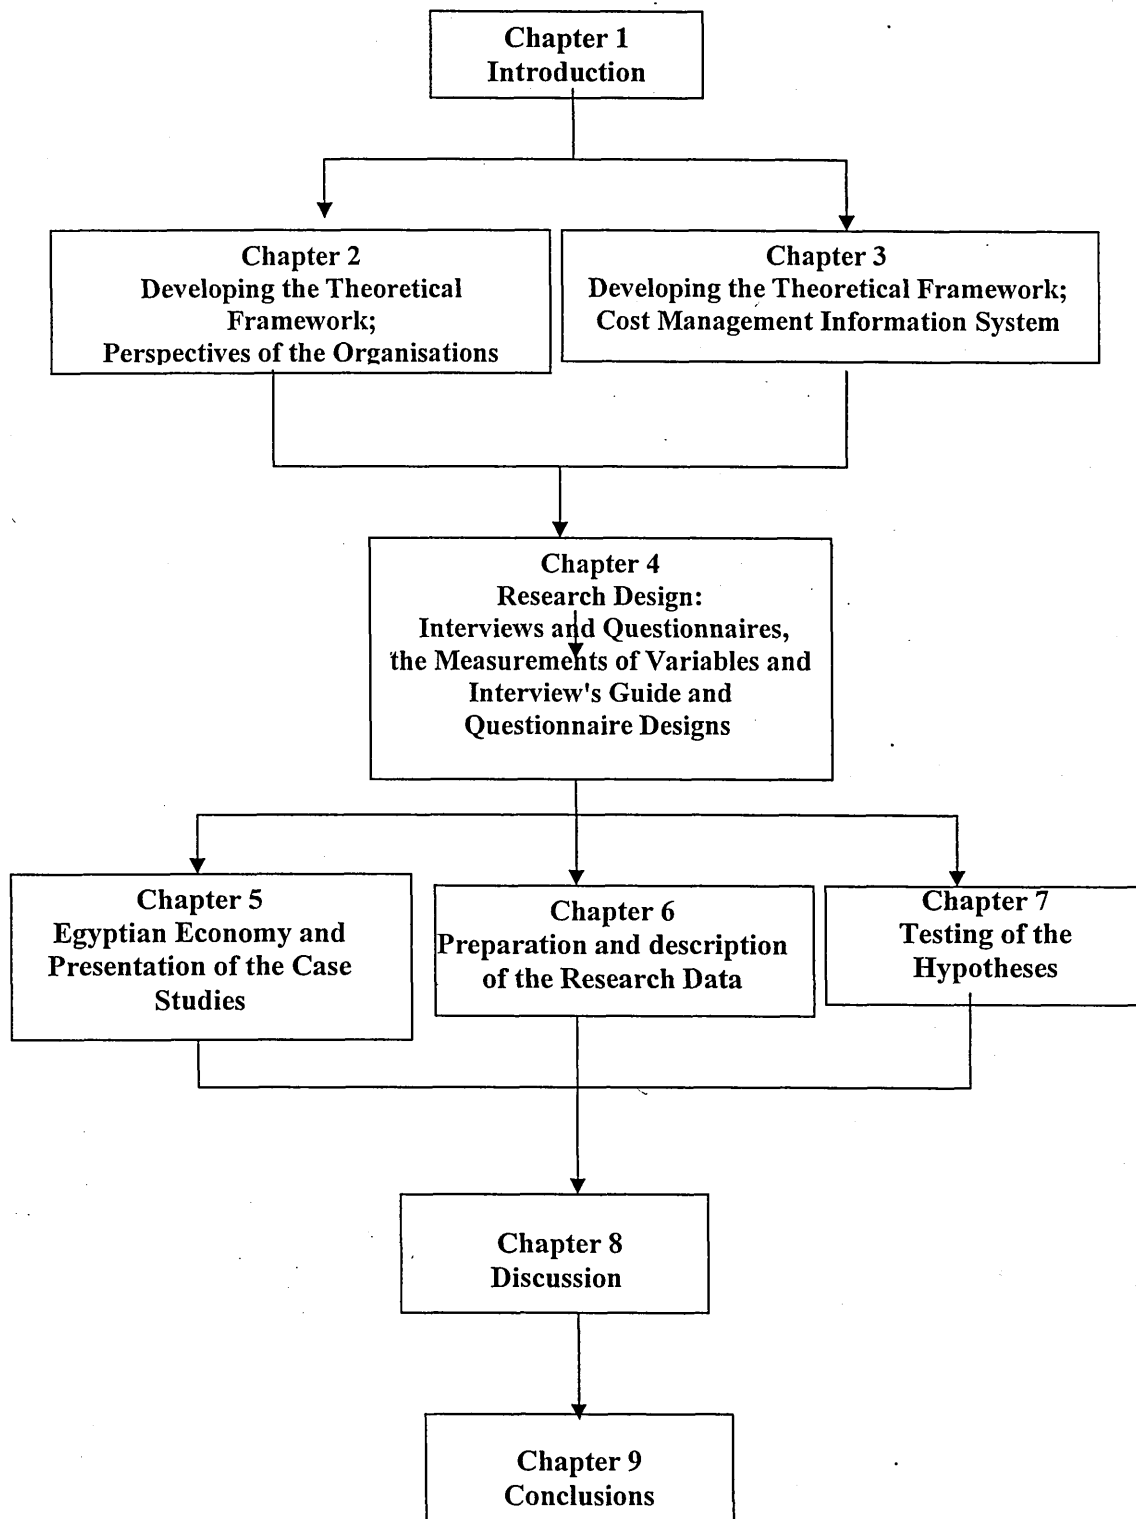 Chapter 1
Introduction
Chapter 2
Developing the Theoretical
Framework;
Perspectives of the Organisations
Chapter 3
Developing the Theoretical Framework;
Cost Management Information System
Chapter 4
Research Design:
Interviews and Questionnaires,
the Measurements of Variables and
Interview's Guide and
Questionnaire Designs
Chapter 5
Egyptian Economy and
Presentation of the Case
Studies
Chapter 6
Preparation and description
of the Research Data
Chapter 7
Testing of the
Hypotheses
Chapter 8
Discussion
Chapter 9
Conclusions